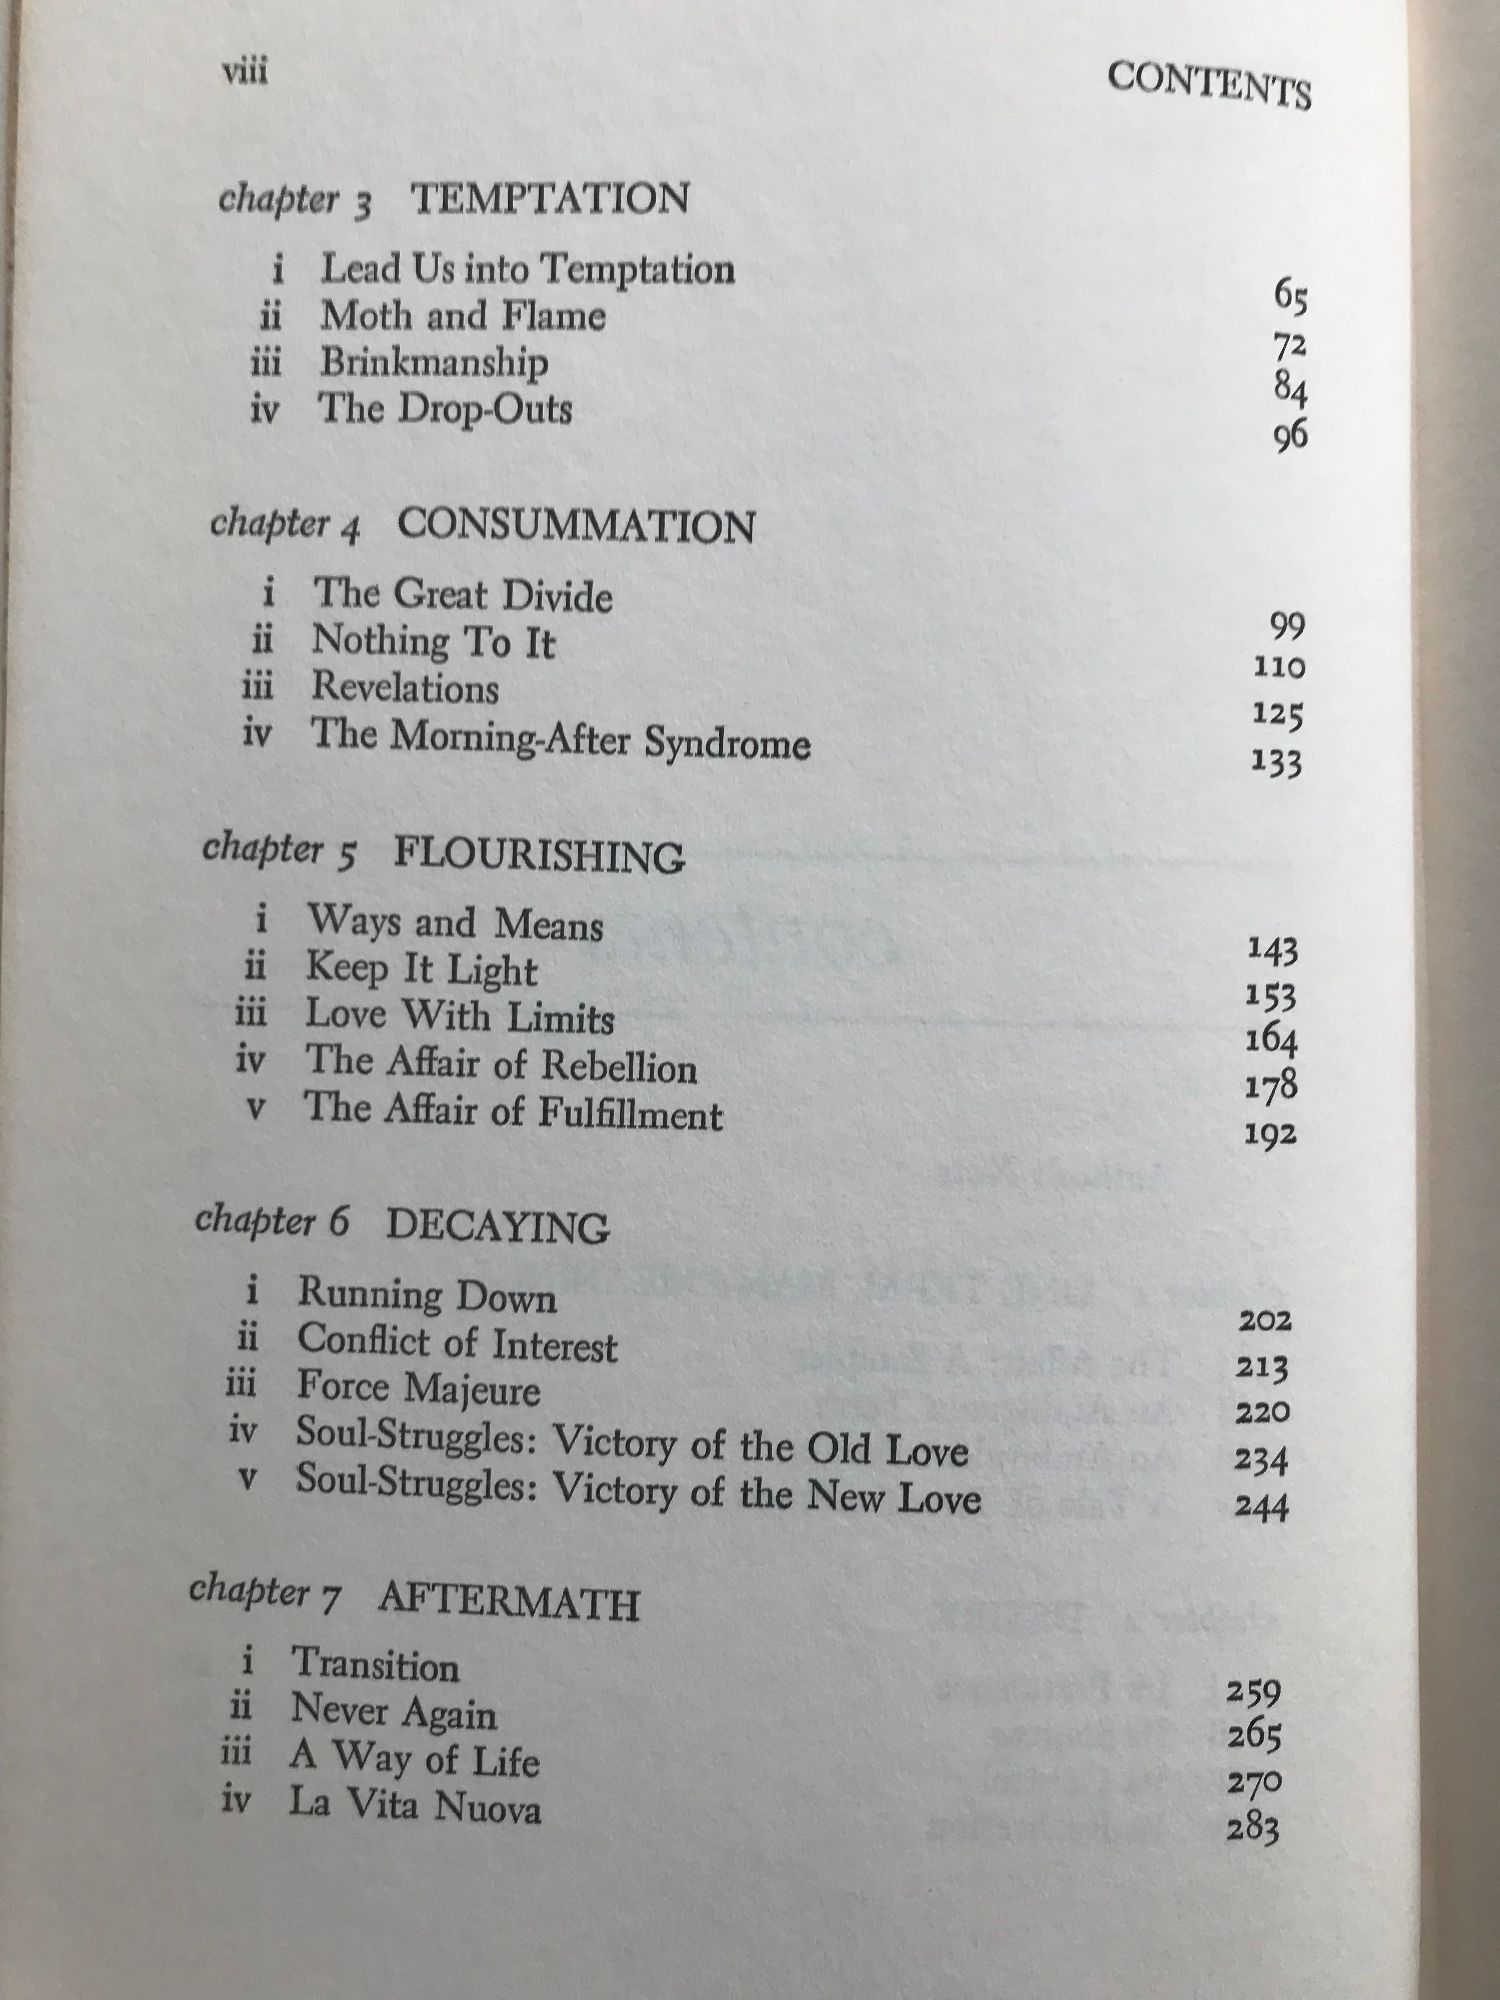 viii CONTENTS
chapter 3 TEMPTATION
i Lead Us into Temptation 65
ii Moth and Flame 72
iii Brinkmanship 84
iv The Drop-Outs 96
chapter 4 CONSUMMATION
i The Great Divide 99
ii Nothing To It 110
iii Revelations 125
iv The Morning-After Syndrome 133
chapter 5 FLOURISHING
i Ways and Means 143
ii Keep It Light 153
iii Love With Limits 164
iv The Affair of Rebellion 178
v The Affair of Fulfillment 192
chapter 6 DECAYING
i Running Down 202
ii Conflict of Interest 213
iii Force Majeure 220
iv Soul-Struggles: Victory of the Old Love 234
v Soul-Struggles: Victory of the New Love 244
chapter 7 AFTERMATH
i Transition 259
ii Never Again 265
iii A Way of Life 270
iv La Vita Nuova 283